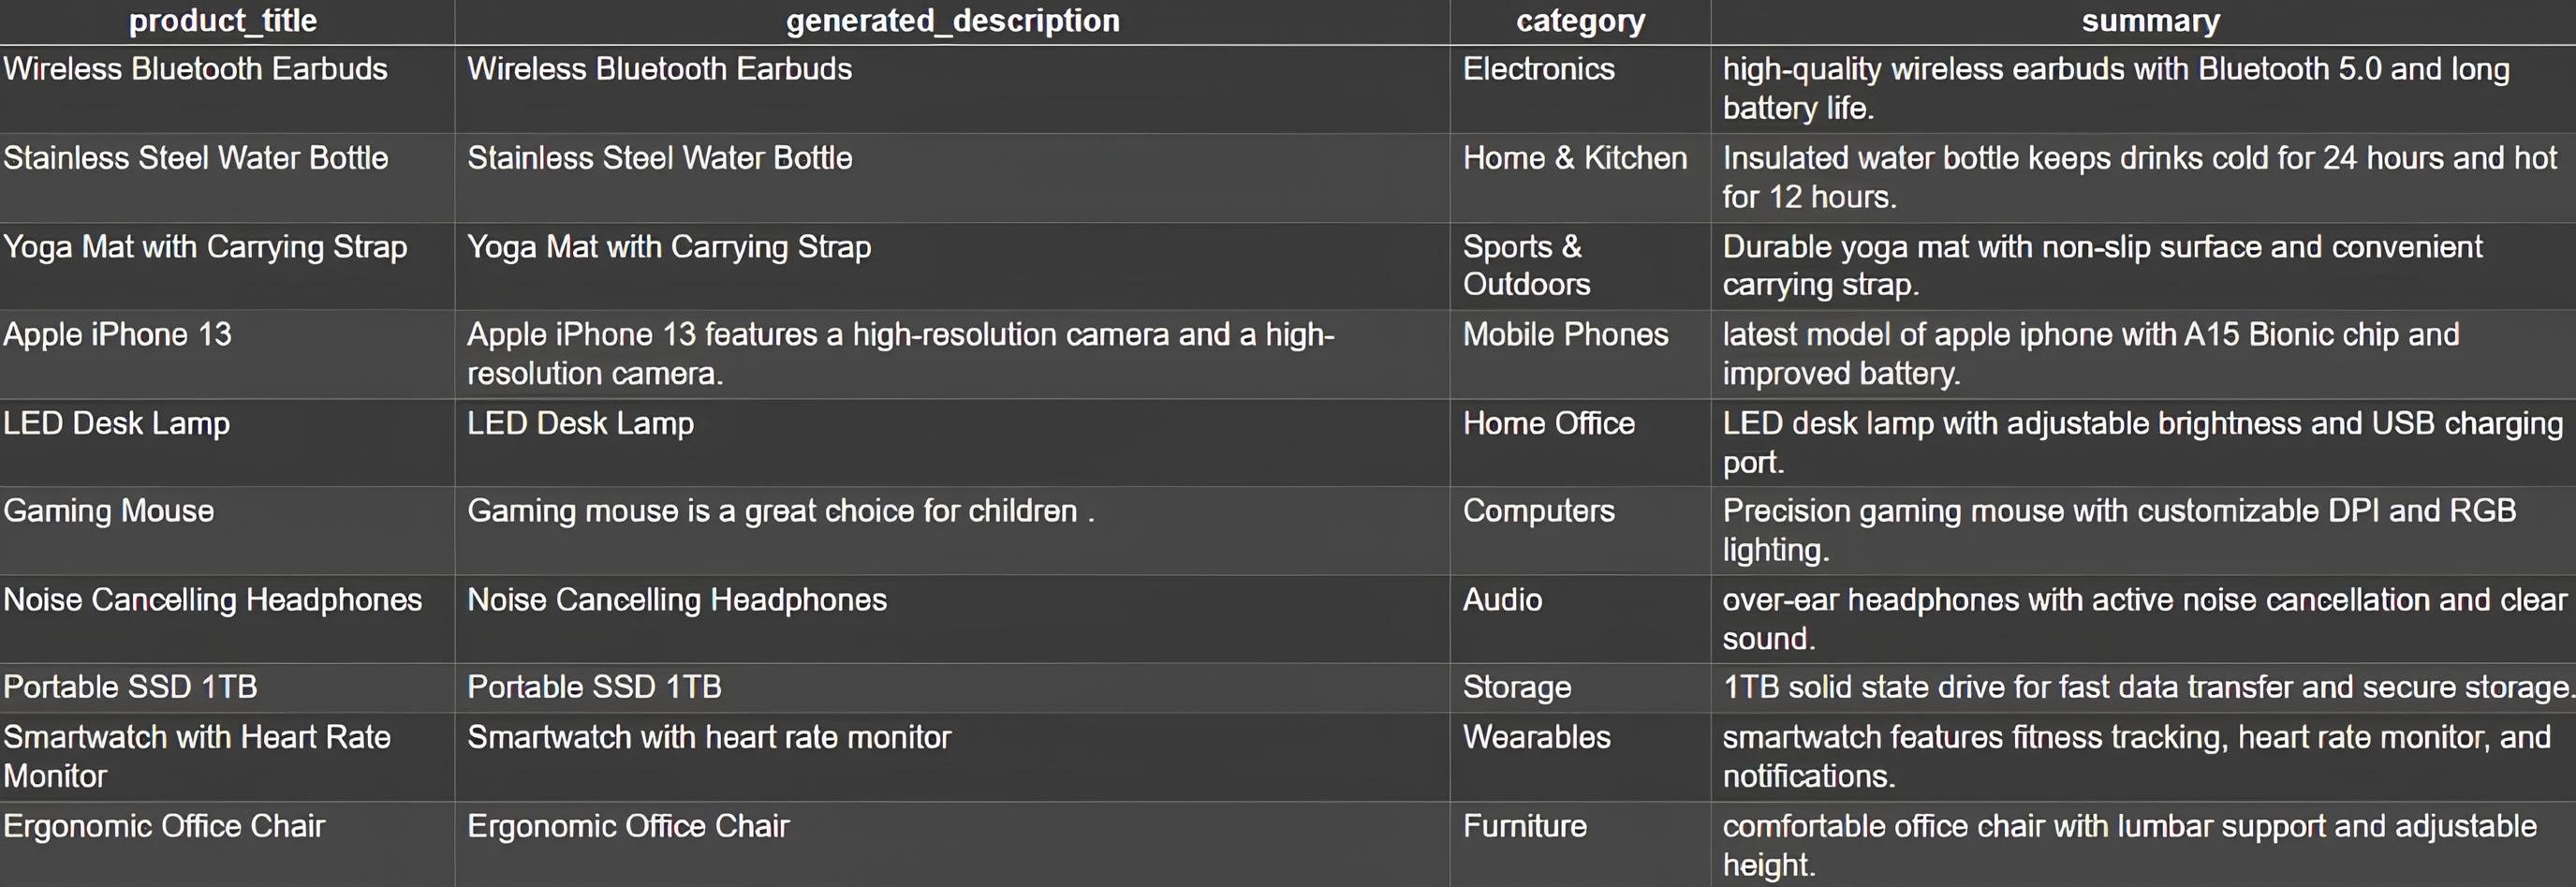 product_title generated_description category summary
Wireless Bluetooth Earbuds Wireless Bluetooth Earbuds Electronics high-quality wireless earbuds with Bluetooth 5.0 and long
battery life.
Stainless Steel Water Bottle Stainless Steel Water Bottle Home & Kitchen Insulated water bottle keeps drinks cold for 24 hours and hot
for 12 hours.
Yoga Mat with Carrying Strap Yoga Mat with Carrying Strap Sports & Durable yoga mat with non-slip surface and convenient
Outdoors carrying strap.
Apple iPhone 13 Apple iPhone 13 features a high-resolution camera and a high- Mobile Phones latest model of apple iphone with A15 Bionic chip and
resolution camera. improved battery.
LED Desk Lamp LED Desk Lamp Home Office LED desk lamp with adjustable brightness and USB charging
port.
Gaming Mouse Gaming mouse is a great choice for children . Computers Precision gaming mouse with customizable DPI and RGB
lighting.
Noise Cancelling Headphones Noise Cancelling Headphones Audio over-ear headphones with active noise cancellation and clear
sound.
Portable SSD 1TB Portable SSD 1TB Storage 1TB solid state drive for fast data transfer and secure storage.
Smartwatch with Heart Rate Smartwatch with heart rate monitor Wearables smartwatch features fitness tracking, heart rate monitor, and
Monitor notifications.
Ergonomic Office Chair Ergonomic Office Chair Furniture comfortable office chair with lumbar support and adjustable
height.